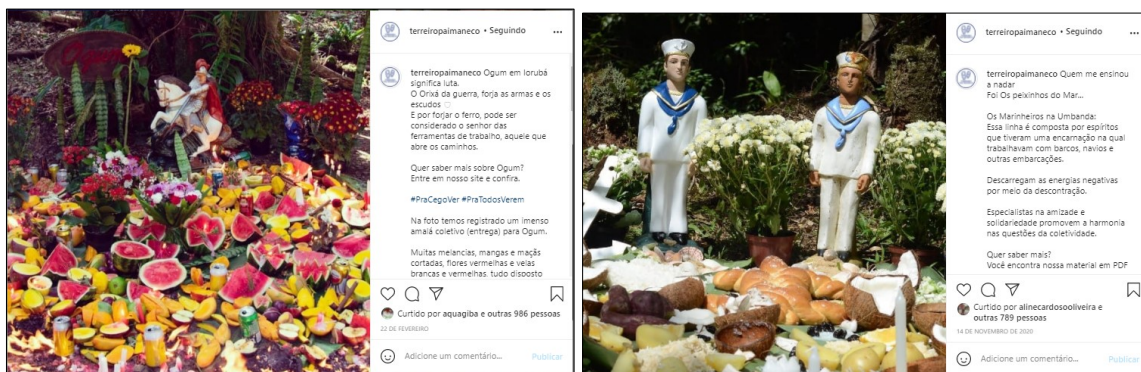 terreiropaimaneco • Seguindo
terreiropaimaneco Ogum em Iorubá
significa luta.
O Orixá da guerra, forja as armas e os
escudos ♡
E por forjar o ferro, pode ser
considerado o senhor das
ferramentas de trabalho, aquele que
abre os caminhos.
Quer saber mais sobre Ogum?
Entre em nosso site e confira.
#PraCegoVer #PraTodosVerem
Na foto temos registrado um imenso
amalá coletivo (entrega) para Ogum.
Muitas melancias, mangas e maçãs
cortadas, flores vermelhas e velas
brancas e vermelhas, tudo disposto
Curtido por aquagiba e outras 986 pessoas
22 DE FEVEREIRO
Adicione um comentário... Publicar
terreiropaimaneco • Seguindo
terreiropaimaneco Quem me ensinou
a nadar
Foi Os peixinhos do Mar...
Os Marinheiros na Umbanda:
Essa linha é composta por espíritos
que tiveram uma encarnação na qual
trabalhavam com barcos, navios e
outras embarcações.
Descarregam as energias negativas
por meio da descontração.
Especialistas na amizade e
solidariedade promovem a harmonia
nas questões da coletividade.
Quer saber mais?
Você encontra nossa material em PDF
Curtido por alinecardosooliveira e
outras 789 pessoas
14 DE NOVEMBRO DE 2020
Adicione um comentário... Publicar